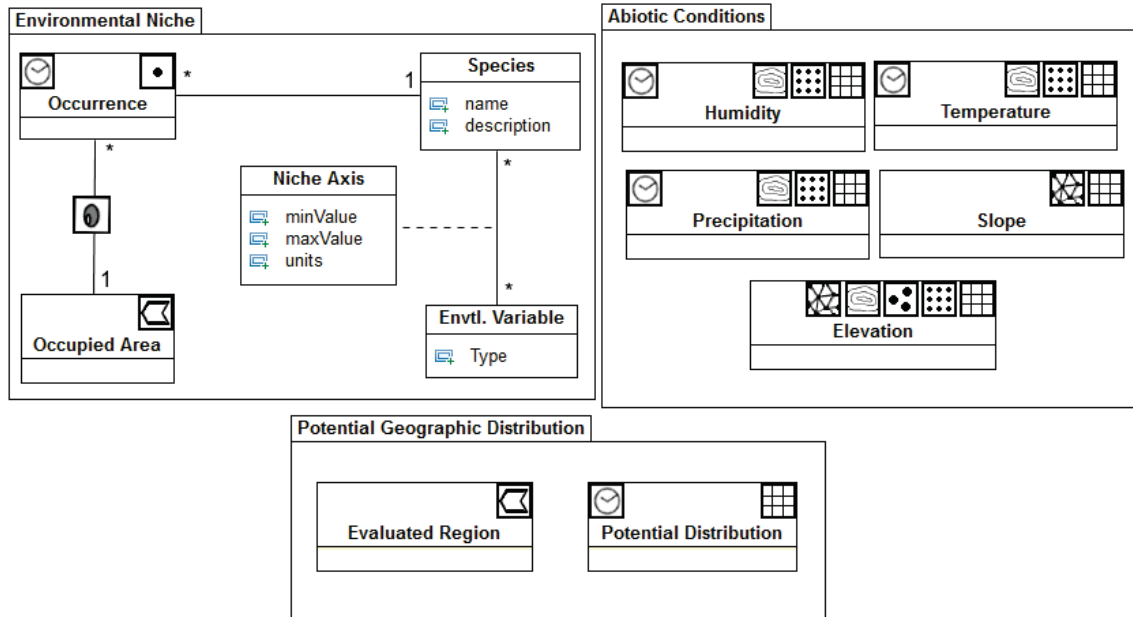 Environmental Niche
Occurrence
*
*
1
Species
name
description
Niche Axis
minValue
maxValue
units
*
*
1
Occupied Area
Envtl. Variable
Type
Abiotic Conditions
Humidity
Temperature
Precipitation
Slope
Elevation
Potential Geographic Distribution
Evaluated Region
Potential Distribution